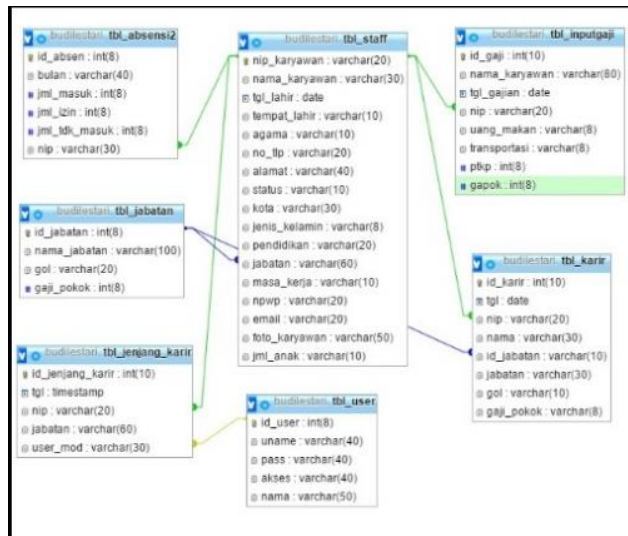 budilestari.tbl_absensi2
id_absen : int(8)
bulan : varchar(40)
jml_masuk : int(8)
jml_izin : int(8)
jml_tdk_masuk : int(8)
nip : varchar(30)
budilestari.tbl_jabatan
id_jabatan : int(8)
nama_jabatan : varchar(100)
gol : varchar(20)
gaji_pokok : int(8)
budilestari.tbl_jenjang_karir
id_jenjang_karir : int(10)
tgl : timestamp
nip : varchar(20)
jabatan : varchar(60)
user_mod : varchar(30)
budilestari.tbl_staff
nip_karyawan : varchar(20)
nama_karyawan : varchar(30)
tgl_lahir : date
tempat_lahir : varchar(10)
agama : varchar(10)
no_tlp : varchar(20)
alamat : varchar(40)
status : varchar(10)
kota : varchar(30)
jenis_kelamin : varchar(8)
pendidikan : varchar(20)
jabatan : varchar(60)
masa_kerja : varchar(10)
npwp : varchar(20)
email : varchar(20)
foto_karyawan : varchar(50)
jml_anak : varchar(10)
budilestari.tbl_user
id_user : int(8)
uname : varchar(40)
pass : varchar(40)
akses : varchar(40)
nama : varchar(50)
budilestari.tbl_inputgaji
id_gaji : int(10)
nama_karyawan : varchar(80)
tgl_gajian : date
nip : varchar(20)
uang_makan : varchar(8)
transportasi : varchar(8)
ptkp : int(8)
gapok : int(8)
budilestari.tbl_karir
id_karir : int(10)
tgl : date
nip : varchar(20)
nama : varchar(30)
id_jabatan : varchar(10)
jabatan : varchar(30)
gol : varchar(10)
gaji_pokok : varchar(8)